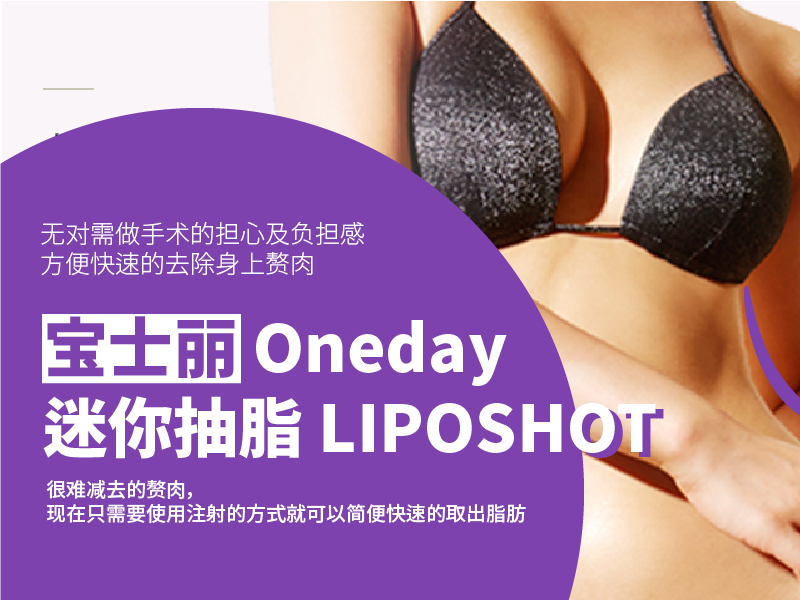 无对需做手术的担心及负担感
方便快速的去除身上赘肉
宝士丽 Oneday
迷你抽脂 LIPOSHOT
很难减去的赘肉,
现在只需要使用注射的方式就可以简便快速的取出脂肪